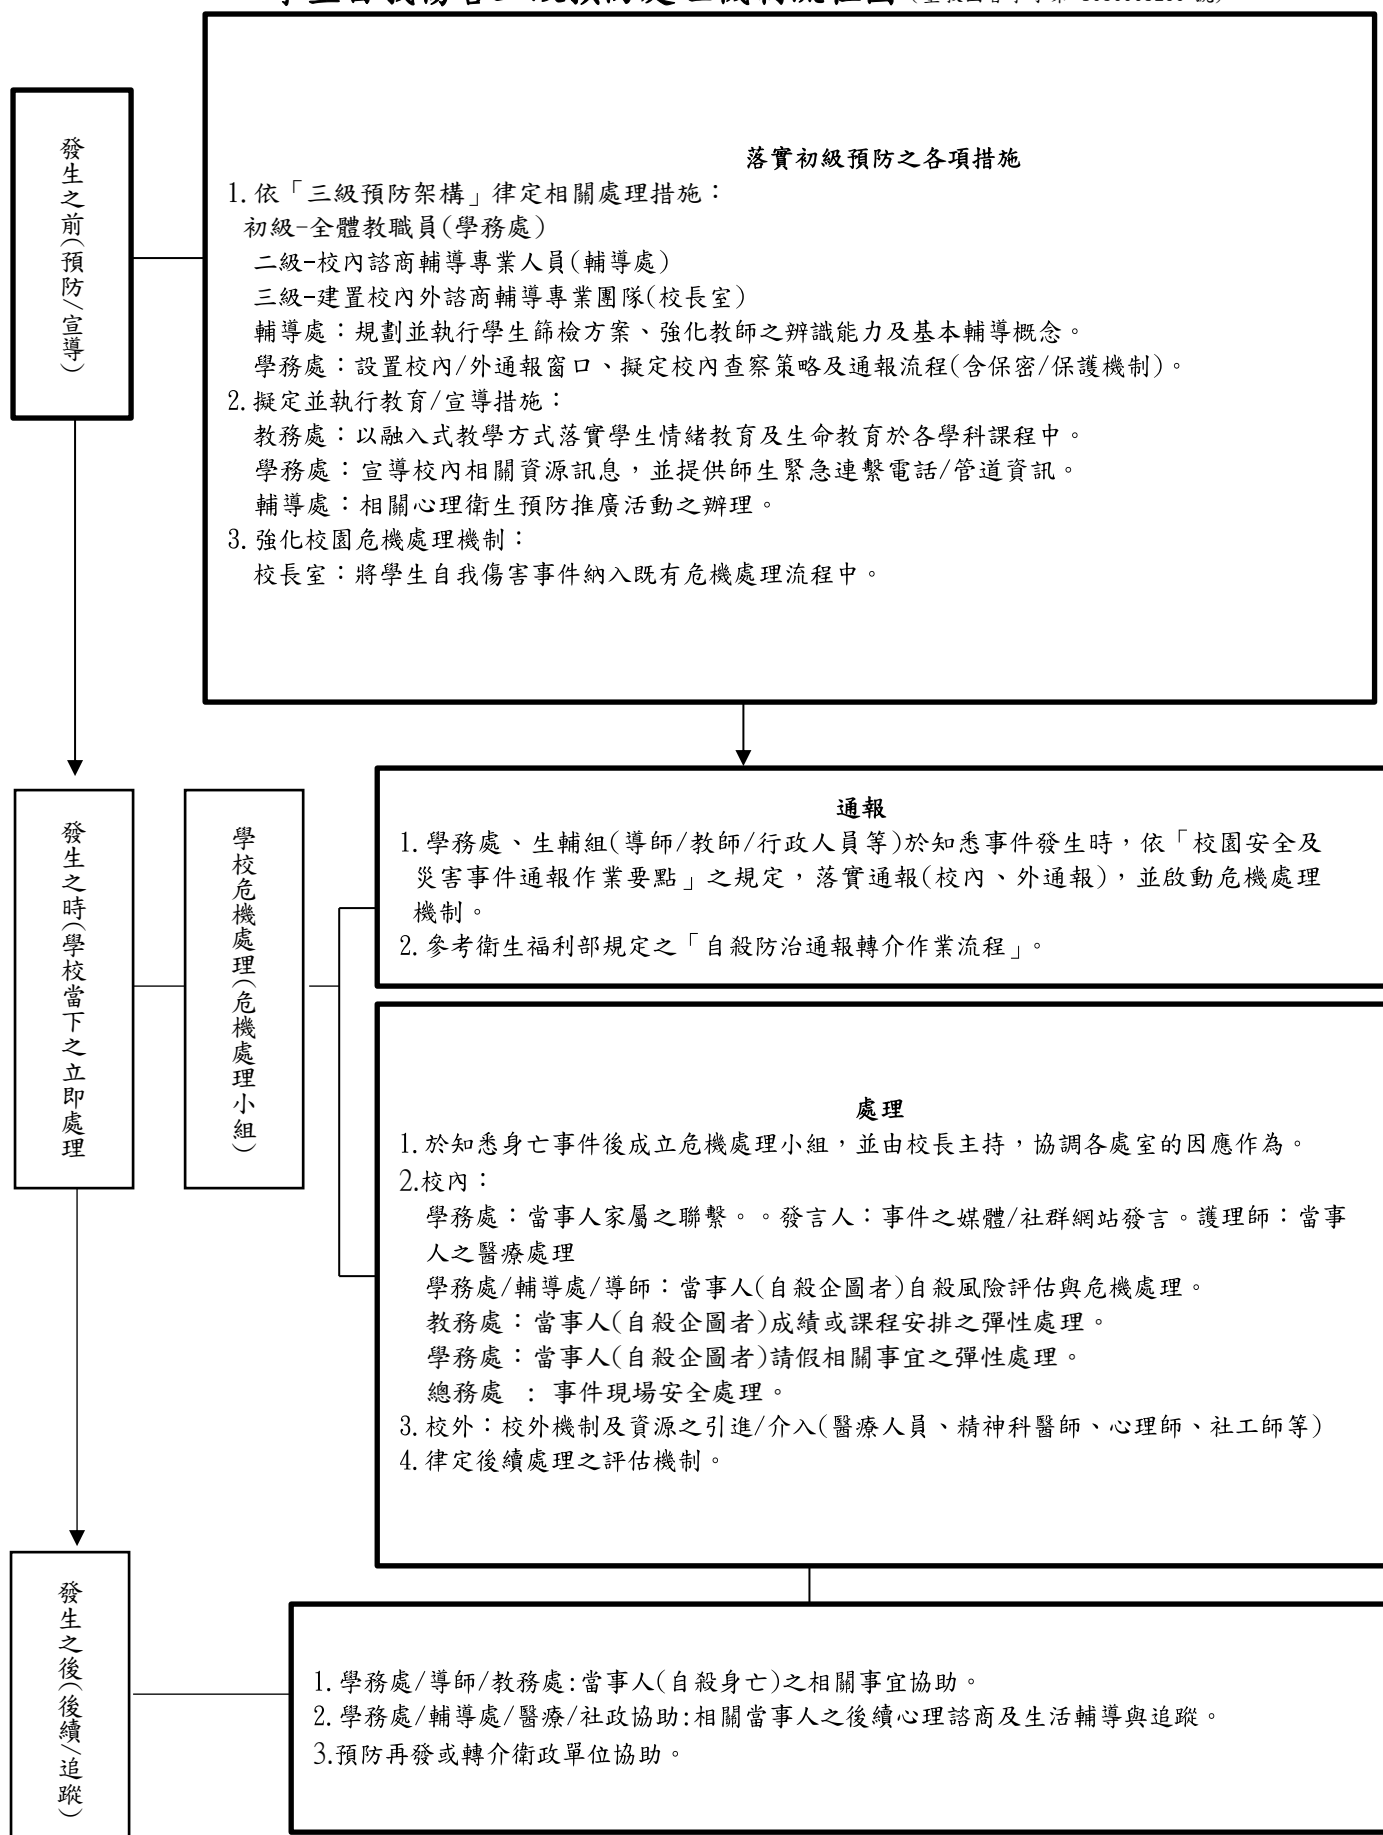 發生之前(預防/宣導)
落實初級預防之各項措施
1.依「三級預防架構」律定相關處理措施：
初級-全體教職員(學務處)
二級-校內諮商輔導專業人員(輔導處)
三級-建置校內外諮商輔導專業團隊(校長室)
輔導處：規劃並執行學生篩檢方案、強化教師之辨識能力及基本輔導概念。
學務處：設置校內/外通報窗口、擬定校內查察策略及通報流程(含保密/保護機制)。
2.擬定並執行教育/宣導措施：
教務處：以融入式教學方式落實學生情緒教育及生命教育於各學科課程中。
學務處：宣導校內相關資源訊息，並提供師生緊急連繫電話/管道資訊。
輔導處：相關心理衛生預防推廣活動之辦理。
3.強化校園危機處理機制：
校長室：將學生自我傷害事件納入既有危機處理流程中。
發生之時(學校當下之立即處理
學校危機處理(危機處理小組)
通報
1.學務處、生輔組(導師/教師/行政人員等)於知悉事件發生時，依「校園安全及
災害事件通報作業要點」之規定，落實通報(校內、外通報)，並啟動危機處理
機制。
2.參考衛生福利部規定之「自殺防治通報轉介作業流程」。
處理
1.於知悉身亡事件後成立危機處理小組，並由校長主持，協調各處室的因應作為。
2.校內：
學務處：當事人家屬之聯繫。。發言人：事件之媒體/社群網站發言。護理師：當事
人之醫療處理
學務處/輔導處/導師：當事人(自殺企圖者)自殺風險評估與危機處理。
教務處：當事人(自殺企圖者)成績或課程安排之彈性處理。
學務處：當事人(自殺企圖者)請假相關事宜之彈性處理。
總務處 : 事件現場安全處理。
3.校外：校外機制及資源之引進/介入(醫療人員、精神科醫師、心理師、社工師等)
4.律定後續處理之評估機制。
發生之後(後續/追蹤)
1.學務處/導師/教務處:當事人(自殺身亡)之相關事宜協助。
2.學務處/輔導處/醫療/社政協助:相關當事人之後續心理諮商及生活輔導與追蹤。
3.預防再發或轉介衛政單位協助。